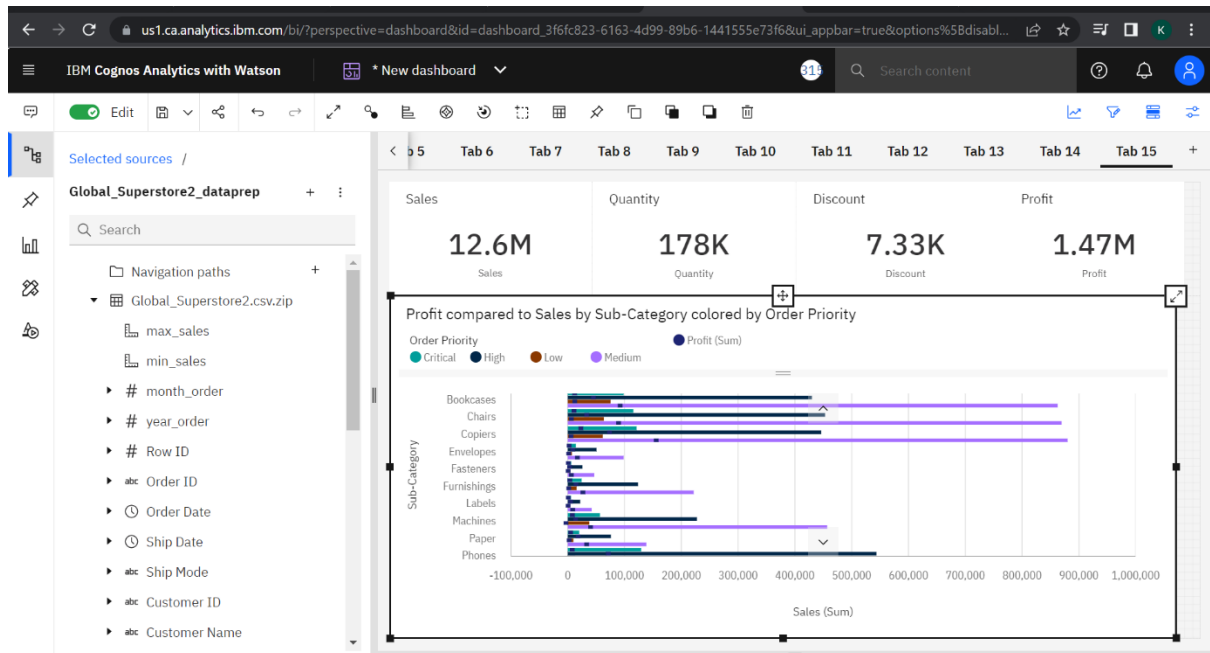 us1.ca.analytics.ibm.com/bi/?perspective=dashboard&id=dashboard_3f6fc823-6163-4d99-89b6-1441555e73f6&ui_appbar=true&options%5Bdisabl...
K
IBM Cognos Analytics with Watson
* New dashboard
315
Search content
Edit
Selected sources /
Global_Superstore2_dataprep
Search
Navigation paths
Global_Superstore2.csv.zip
max_sales
min_sales
# month_order
# year_order
# Row ID
abc Order ID
Order Date
Ship Date
abc Ship Mode
abc Customer ID
abc Customer Name
b 5 Tab 6 Tab 7 Tab 8 Tab 9 Tab 10 Tab 11 Tab 12 Tab 13 Tab 14 Tab 15 +
Sales Quantity Discount Profit
12.6M 178K 7.33K 1.47M
Sales Quantity Discount Profit
Profit compared to Sales by Sub-Category colored by Order Priority
Order Priority Profit (Sum)
Critical High Low Medium
Sub-Category
Bookcases
Chairs
Copiers
Envelopes
Fasteners
Furnishings
Labels
Machines
Paper
Phones
-100,000 0 100,000 200,000 300,000 400,000 500,000 600,000 700,000 800,000 900,000 1,000,000
Sales (Sum)